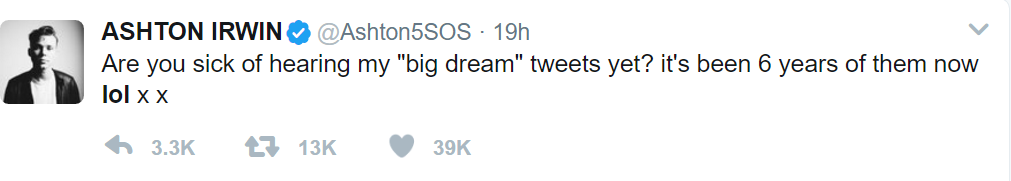 ASHTON IRWIN @Ashton5SOS · 19h
Are you sick of hearing my "big dream" tweets yet? it's been 6 years of them now
lol x x
3.3K 13K 39K